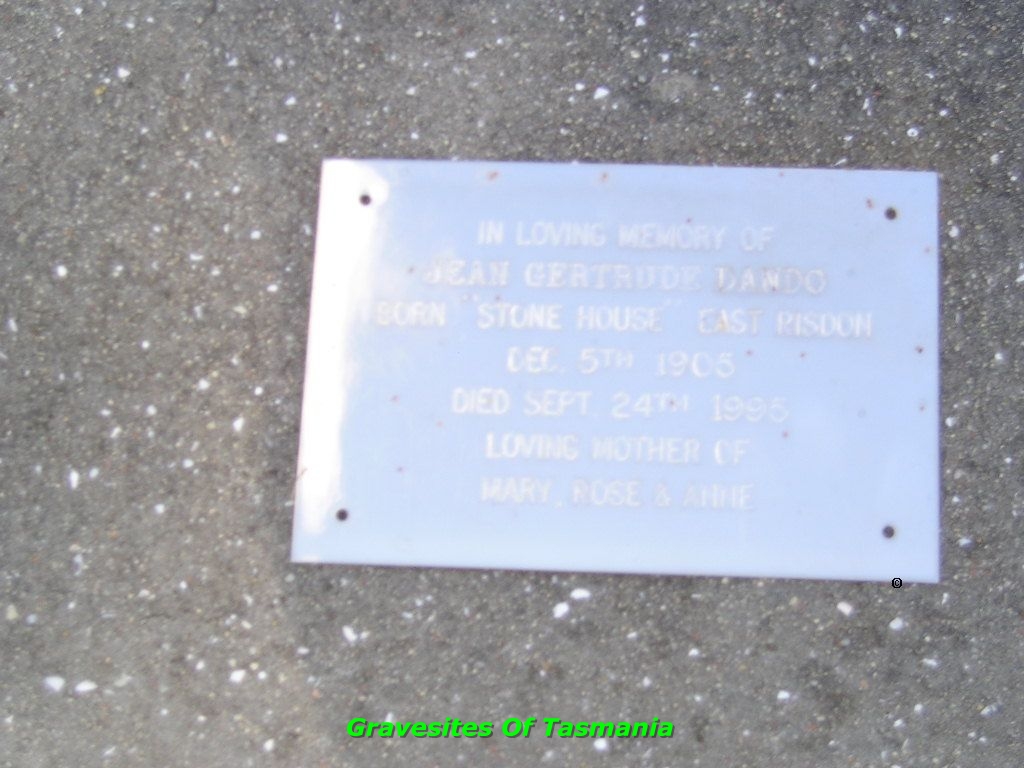 IN LOVING MEMORY OF
JEAN GERTRUDE DANDO
BORN "STONE HOUSE" EAST RISDON
DEC. 5TH 1905
DIED SEPT. 24TH 1995
LOVING MOTHER OF
MARY, ROSE & ANNE
©
Gravesites Of Tasmania